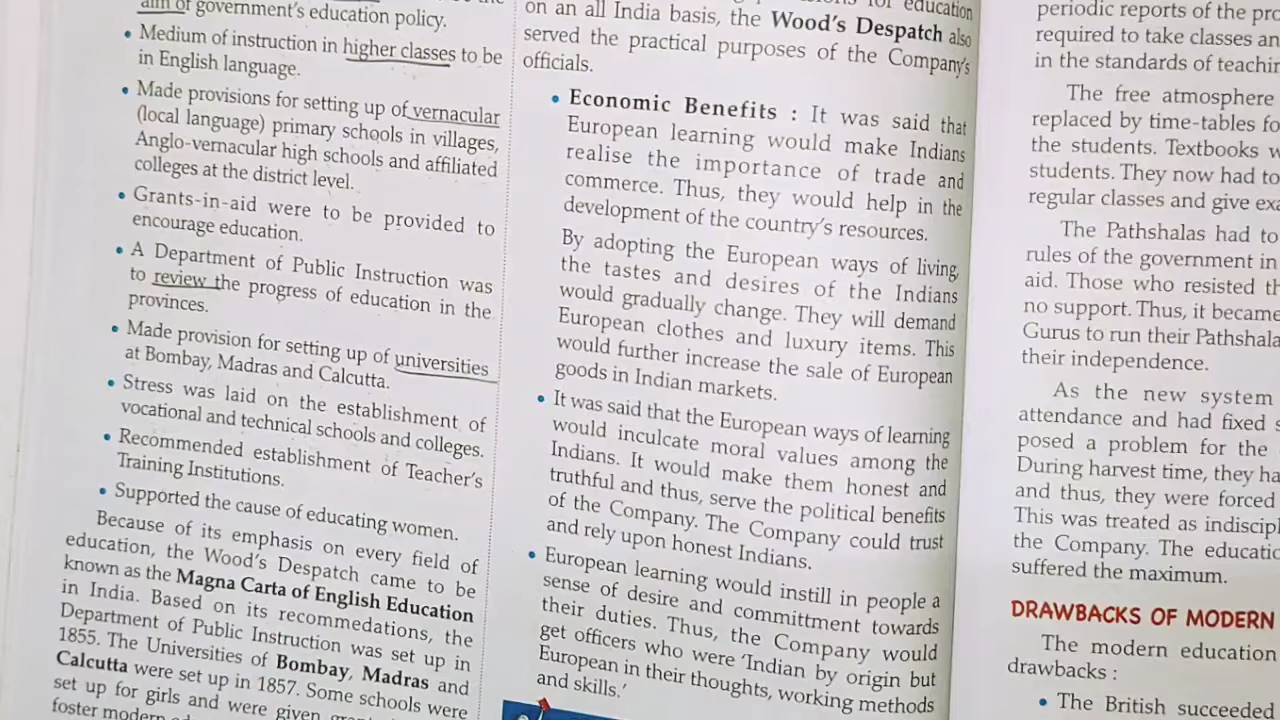 aim of government's education policy.
• Medium of instruction in higher classes to be
in English language.
• Made provisions for setting up of vernacular
(local language) primary schools in villages,
Anglo-vernacular high schools and affiliated
colleges at the district level.
• Grants-in-aid were to be provided to
encourage education.
• A Department of Public Instruction was
to review the progress of education in the
provinces.
• Made provision for setting up of universities
at Bombay, Madras and Calcutta.
• Stress was laid on the establishment of
vocational and technical schools and colleges.
• Recommended establishment of Teacher's
Training Institutions.
• Supported the cause of educating women.
Because of its emphasis on every field of
education, the Wood's Despatch came to be
known as the Magna Carta of English Education
in India. Based on its recommedations, the
Department of Public Instruction was set up in
1855. The Universities of Bombay, Madras and
Calcutta were set up in 1857. Some schools were
set up for girls and were given
foster
education
on an all India basis, the Wood's Despatch also
served the practical purposes of the Company's
officials.
• Economic Benefits : It was said that
European learning would make Indians
realise the importance of trade and
commerce. Thus, they would help in the
development of the country's resources.
By adopting the European ways of living,
the tastes and desires of the Indians
would gradually change. They will demand
European clothes and luxury items. This
would further increase the sale of European
goods in Indian markets.
• It was said that the European ways of learning
would inculcate moral values among the
Indians. It would make them honest and
truthful and thus, serve the political benefits
of the Company. The Company could trust
and rely upon honest Indians.
• European learning would instill in people a
sense of desire and committment towards
their duties. Thus, the Company would
get officers who were 'Indian by origin but
European in their thoughts, working methods
and skills.'
periodic reports of the
required to take classes
in the standards of
The free atmosphere
replaced by time-tables
the students. Textbooks
students. They now had to
regular classes and give
The Pathshalas had to
rules of the government in
aid. Those who resisted
no support. Thus, it became
Gurus to run their
their independence.
As the new system
attendance and had fixed
posed a problem for the
During harvest time, they
and thus, they were forced
This was treated as
the Company. The
suffered the maximum.
DRAWBACKS OF MODERN
The modern education
drawbacks :
• The British succeeded